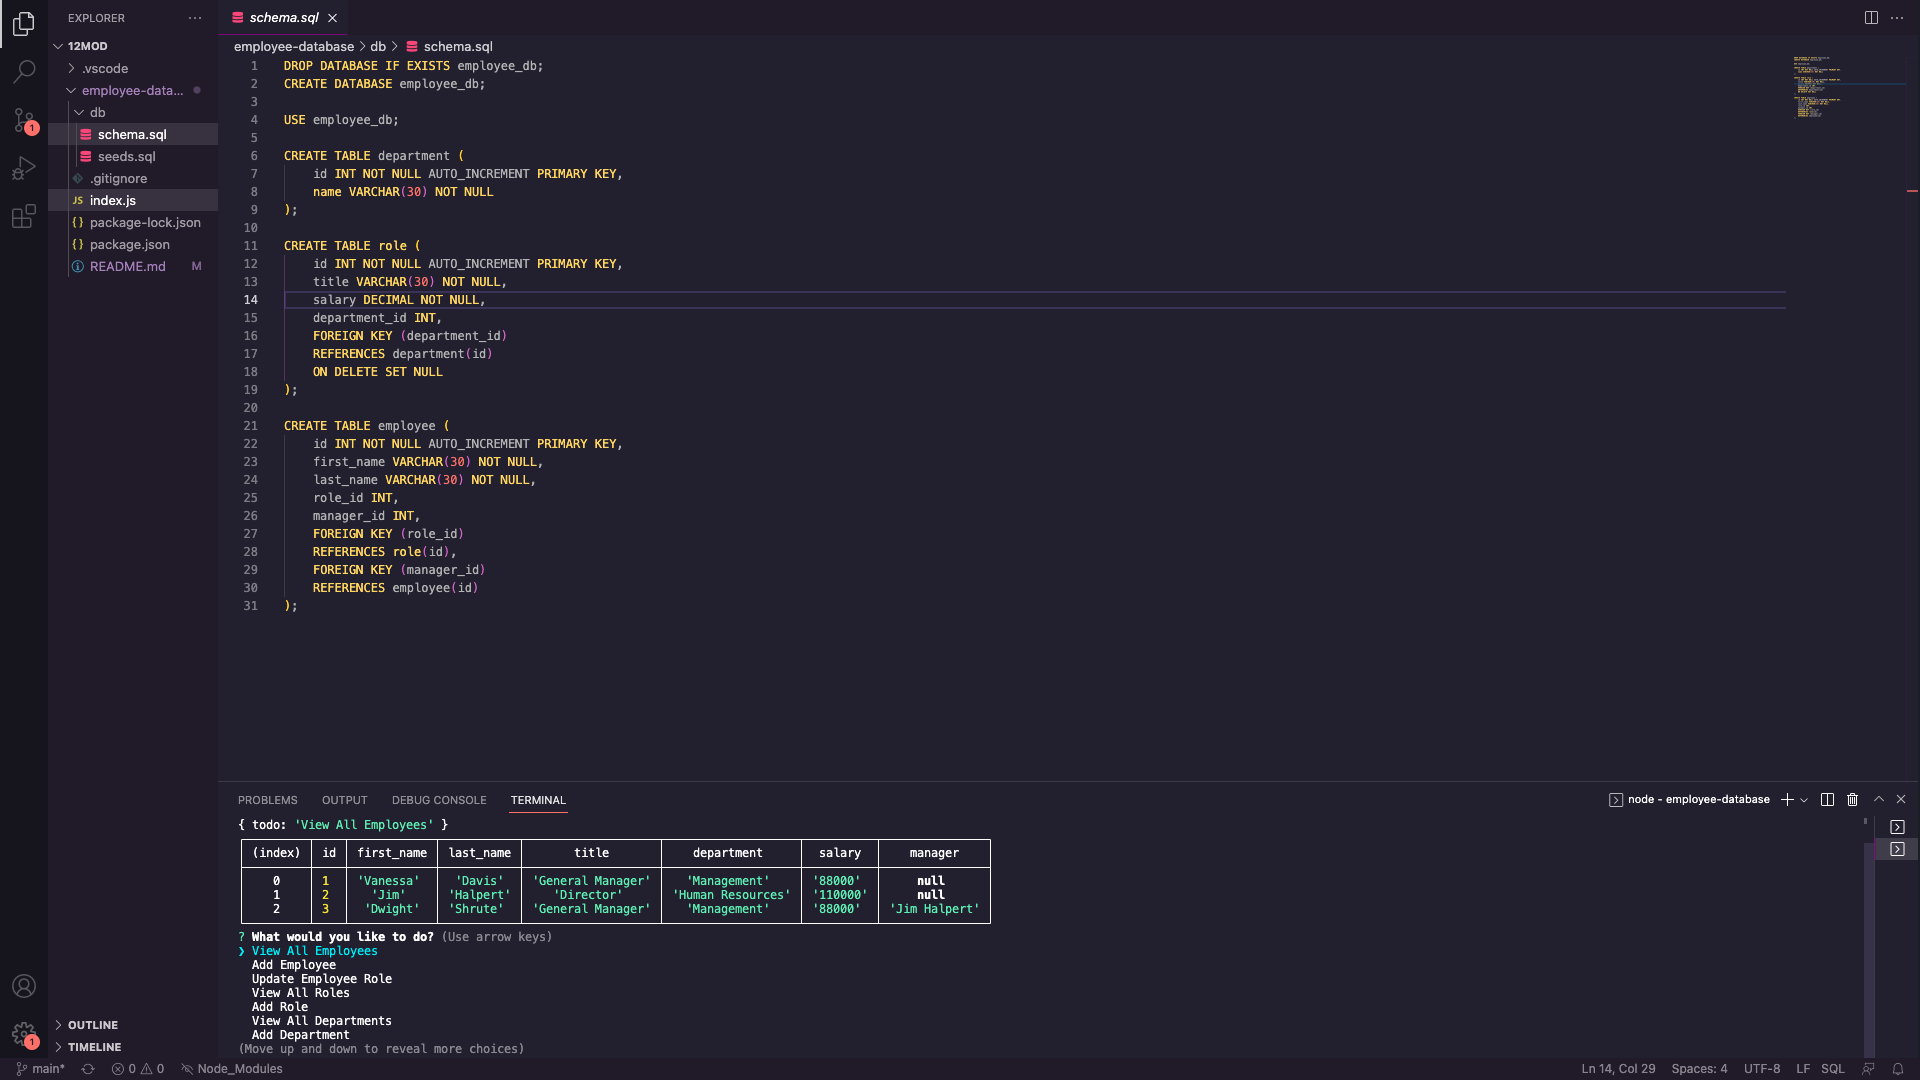 EXPLORER
12MOD
.vscode
employee-data...
db
schema.sql
seeds.sql
.gitignore
JS index.js
{} package-lock.json
{} package.json
README.md M
OUTLINE
TIMELINE
1
1
schema.sql
employee-database > db > schema.sql
1 DROP DATABASE IF EXISTS employee_db;
2 CREATE DATABASE employee_db;
3
4 USE employee_db;
5
6 CREATE TABLE department (
7 id INT NOT NULL AUTO_INCREMENT PRIMARY KEY,
8 name VARCHAR(30) NOT NULL
9 );
10
11 CREATE TABLE role (
12 id INT NOT NULL AUTO_INCREMENT PRIMARY KEY,
13 title VARCHAR(30) NOT NULL,
14 salary DECIMAL NOT NULL,
15 department_id INT,
16 FOREIGN KEY (department_id)
17 REFERENCES department(id)
18 ON DELETE SET NULL
19 );
20
21 CREATE TABLE employee (
22 id INT NOT NULL AUTO_INCREMENT PRIMARY KEY,
23 first_name VARCHAR(30) NOT NULL,
24 last_name VARCHAR(30) NOT NULL,
25 role_id INT,
26 manager_id INT,
27 FOREIGN KEY (role_id)
28 REFERENCES role(id),
29 FOREIGN KEY (manager_id)
30 REFERENCES employee(id)
31 );
PROBLEMS OUTPUT DEBUG CONSOLE TERMINAL node - employee-database
{ todo: 'View All Employees' }
(index) id first_name last_name title department salary manager
0 1 'Vanessa' 'Davis' 'General Manager' 'Management' '88000' null
1 2 'Jim' 'Halpert' 'Director' 'Human Resources' '110000' null
2 3 'Dwight' 'Shrute' 'General Manager' 'Management' '88000' 'Jim Halpert'
? What would you like to do? (Use arrow keys)
❯ View All Employees
Add Employee
Update Employee Role
View All Roles
Add Role
View All Departments
Add Department
(Move up and down to reveal more choices)
main* 0 0 Node_Modules Ln 14, Col 29 Spaces: 4 UTF-8 LF SQL